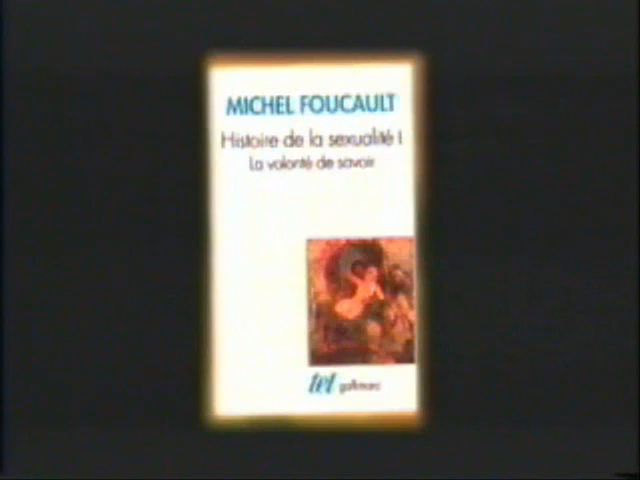 MICHEL FOUCAULT
Histoire de la sexualité I
La volonté de savoir
tel gallimard